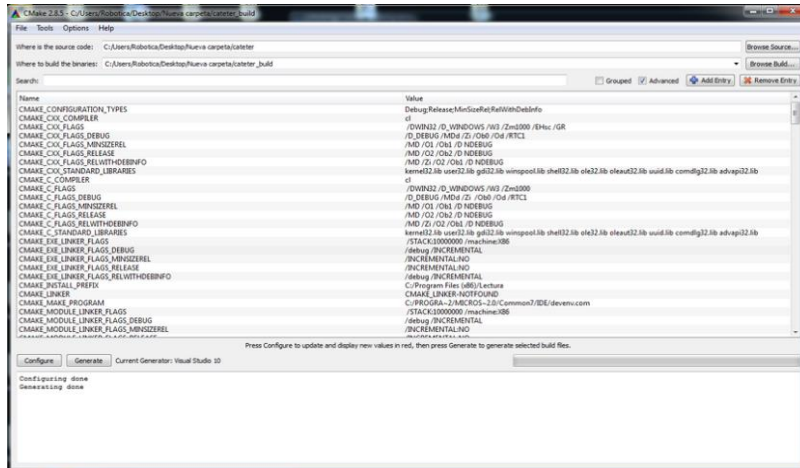 CMake 2.8.5 - C:/Users/Robotica/Desktop/Nueva carpeta/cateter_build
File Tools Options Help
Where is the source code: C:/Users/Robotica/Desktop/Nueva carpeta/cateter Browse Source...
Where to build the binaries: C:/Users/Robotica/Desktop/Nueva carpeta/cateter_build Browse Build...
Search: Grouped Advanced Add Entry Remove Entry
Name Value
CMAKE_CONFIGURATION_TYPES Debug;Release;MinSizeRel;RelWithDebInfo
CMAKE_CXX_COMPILER cl
CMAKE_CXX_FLAGS /DWIN32 /D_WINDOWS /W3 /Zm1000 /EHsc /GR
CMAKE_CXX_FLAGS_DEBUG /D_DEBUG /MDd /Zi /Ob0 /Od /RTC1
CMAKE_CXX_FLAGS_MINSIZEREL /MD /O1 /Ob1 /D NDEBUG
CMAKE_CXX_FLAGS_RELEASE /MD /O2 /Ob2 /D NDEBUG
CMAKE_CXX_FLAGS_RELWITHDEBINFO /MD /Zi /O2 /Ob1 /D NDEBUG
CMAKE_CXX_STANDARD_LIBRARIES kernel32.lib user32.lib gdi32.lib winspool.lib shell32.lib ole32.lib oleaut32.lib uuid.lib comdlg32.lib advapi32.lib
CMAKE_C_COMPILER cl
CMAKE_C_FLAGS /DWIN32 /D_WINDOWS /W3 /Zm1000
CMAKE_C_FLAGS_DEBUG /D_DEBUG /MDd /Zi /Ob0 /Od /RTC1
CMAKE_C_FLAGS_MINSIZEREL /MD /O1 /Ob1 /D NDEBUG
CMAKE_C_FLAGS_RELEASE /MD /O2 /Ob2 /D NDEBUG
CMAKE_C_FLAGS_RELWITHDEBINFO /MD /Zi /O2 /Ob1 /D NDEBUG
CMAKE_C_STANDARD_LIBRARIES kernel32.lib user32.lib gdi32.lib winspool.lib shell32.lib ole32.lib oleaut32.lib uuid.lib comdlg32.lib advapi32.lib
CMAKE_EXE_LINKER_FLAGS /STACK:10000000 /machine:X86
CMAKE_EXE_LINKER_FLAGS_DEBUG /debug /INCREMENTAL
CMAKE_EXE_LINKER_FLAGS_MINSIZEREL /INCREMENTAL:NO
CMAKE_EXE_LINKER_FLAGS_RELEASE /INCREMENTAL:NO
CMAKE_EXE_LINKER_FLAGS_RELWITHDEBINFO /debug /INCREMENTAL
CMAKE_INSTALL_PREFIX C:/Program Files (x86)/Lectura
CMAKE_LINKER CMAKE_LINKER-NOTFOUND
CMAKE_MAKE_PROGRAM C:/PROGRA~2/MICROS~2.0/Common7/IDE/devenv.com
CMAKE_MODULE_LINKER_FLAGS /STACK:10000000 /machine:X86
CMAKE_MODULE_LINKER_FLAGS_DEBUG /debug /INCREMENTAL
CMAKE_MODULE_LINKER_FLAGS_MINSIZEREL /INCREMENTAL:NO
Press Configure to update and display new values in red, then press Generate to generate selected build files.
Configure Generate Current Generator: Visual Studio 10
Configuring done
Generating done